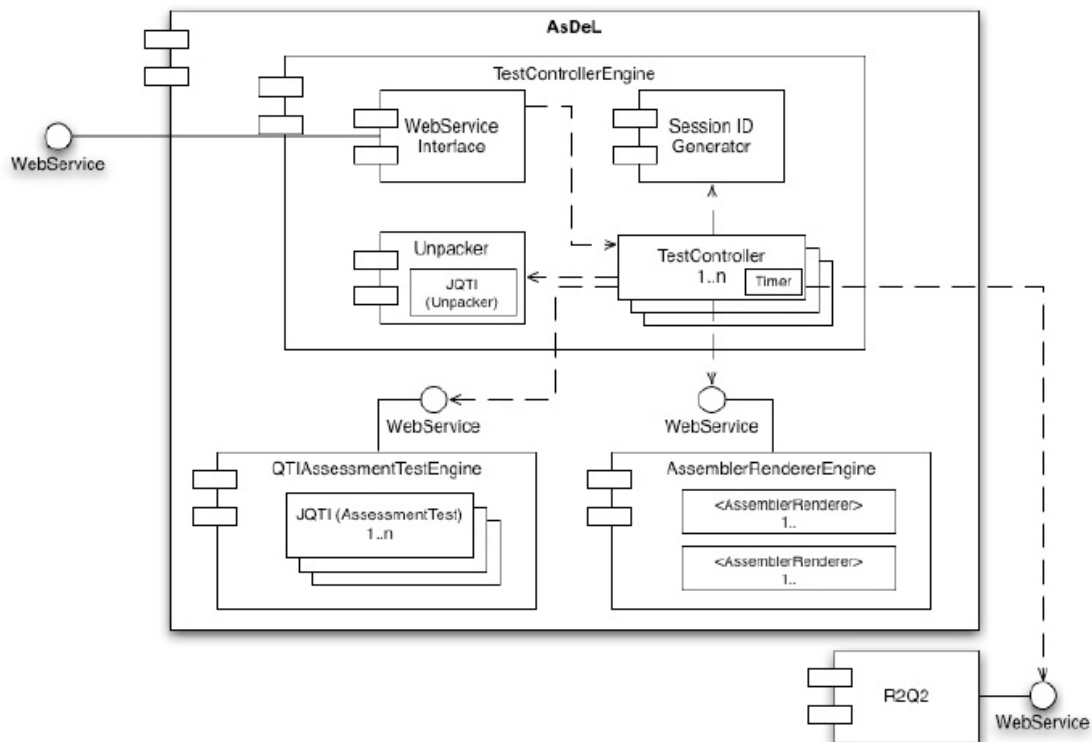 AsDeL
TestControllerEngine
WebService
Interface
Session ID
Generator
WebService
Unpacker
JQTI
(Unpacker)
TestController
1..n
Timer
WebService
WebService
QTIAssessmentTestEngine
JQTI (AssessmentTest)
1..n
AssemblerRendererEngine
<AssemblerRenderer>
1..
<AssemblerRenderer>
1..
R2Q2
WebService